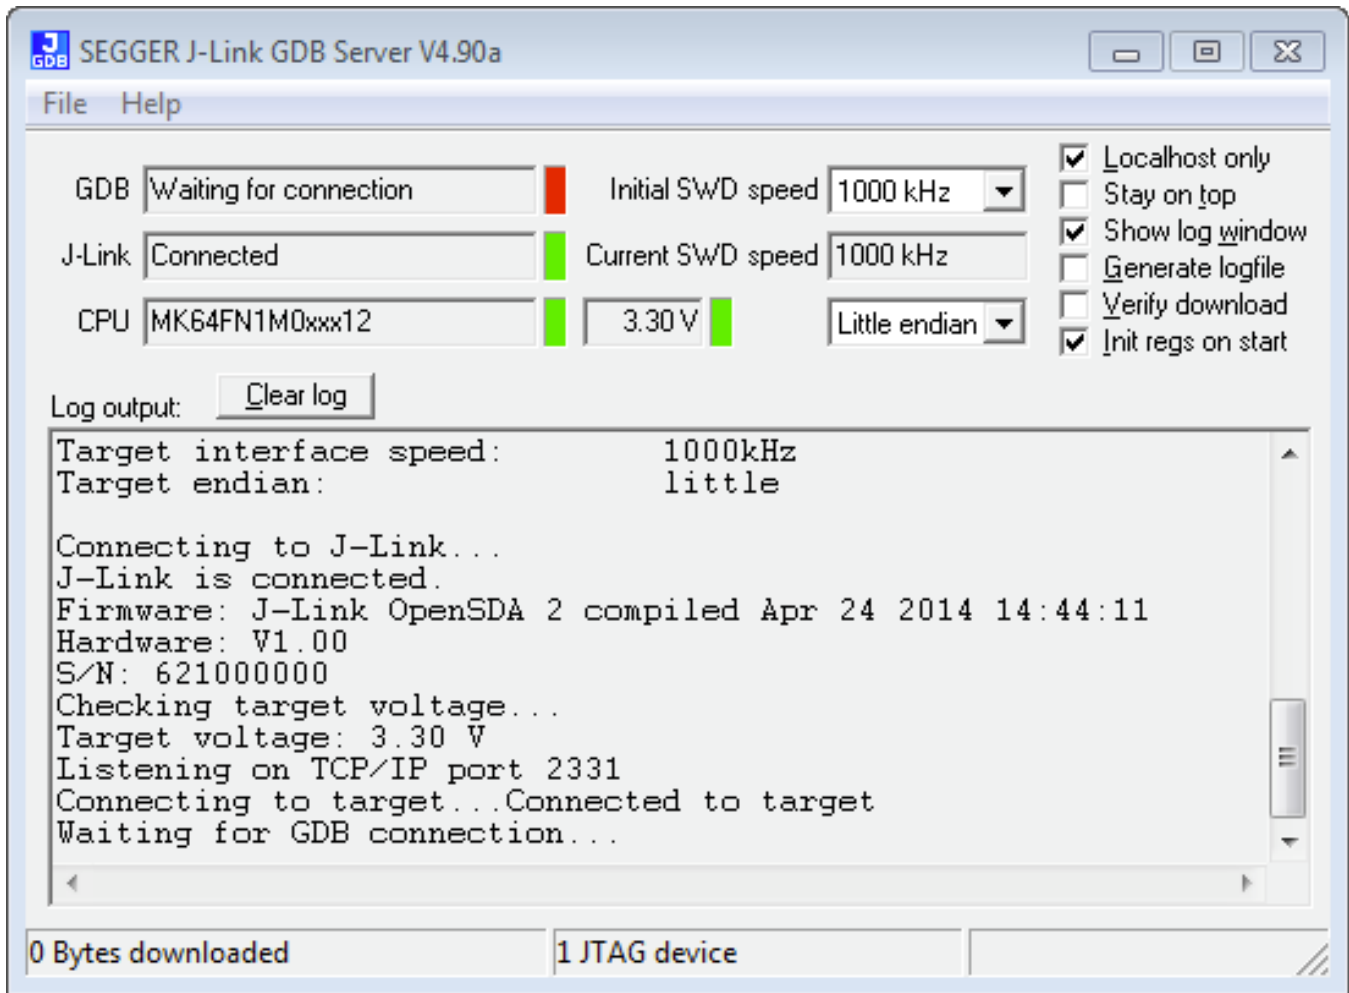 J
GDB
SEGGER J-Link GDB Server V4.90a
File Help
GDB Waiting for connection Initial SWD speed 1000 kHz
J-Link Connected Current SWD speed 1000 kHz
CPU MK64FN1M0xxx12 3.30 V Little endian
Localhost only
Stay on top
Show log window
Generate logfile
Verify download
Init regs on start
Log output: Clear log
Target interface speed: 1000kHz
Target endian: little
Connecting to J-Link...
J-Link is connected.
Firmware: J-Link OpenSDA 2 compiled Apr 24 2014 14:44:11
Hardware: V1.00
S/N: 621000000
Checking target voltage...
Target voltage: 3.30 V
Listening on TCP/IP port 2331
Connecting to target...Connected to target
Waiting for GDB connection...
0 Bytes downloaded 1 JTAG device